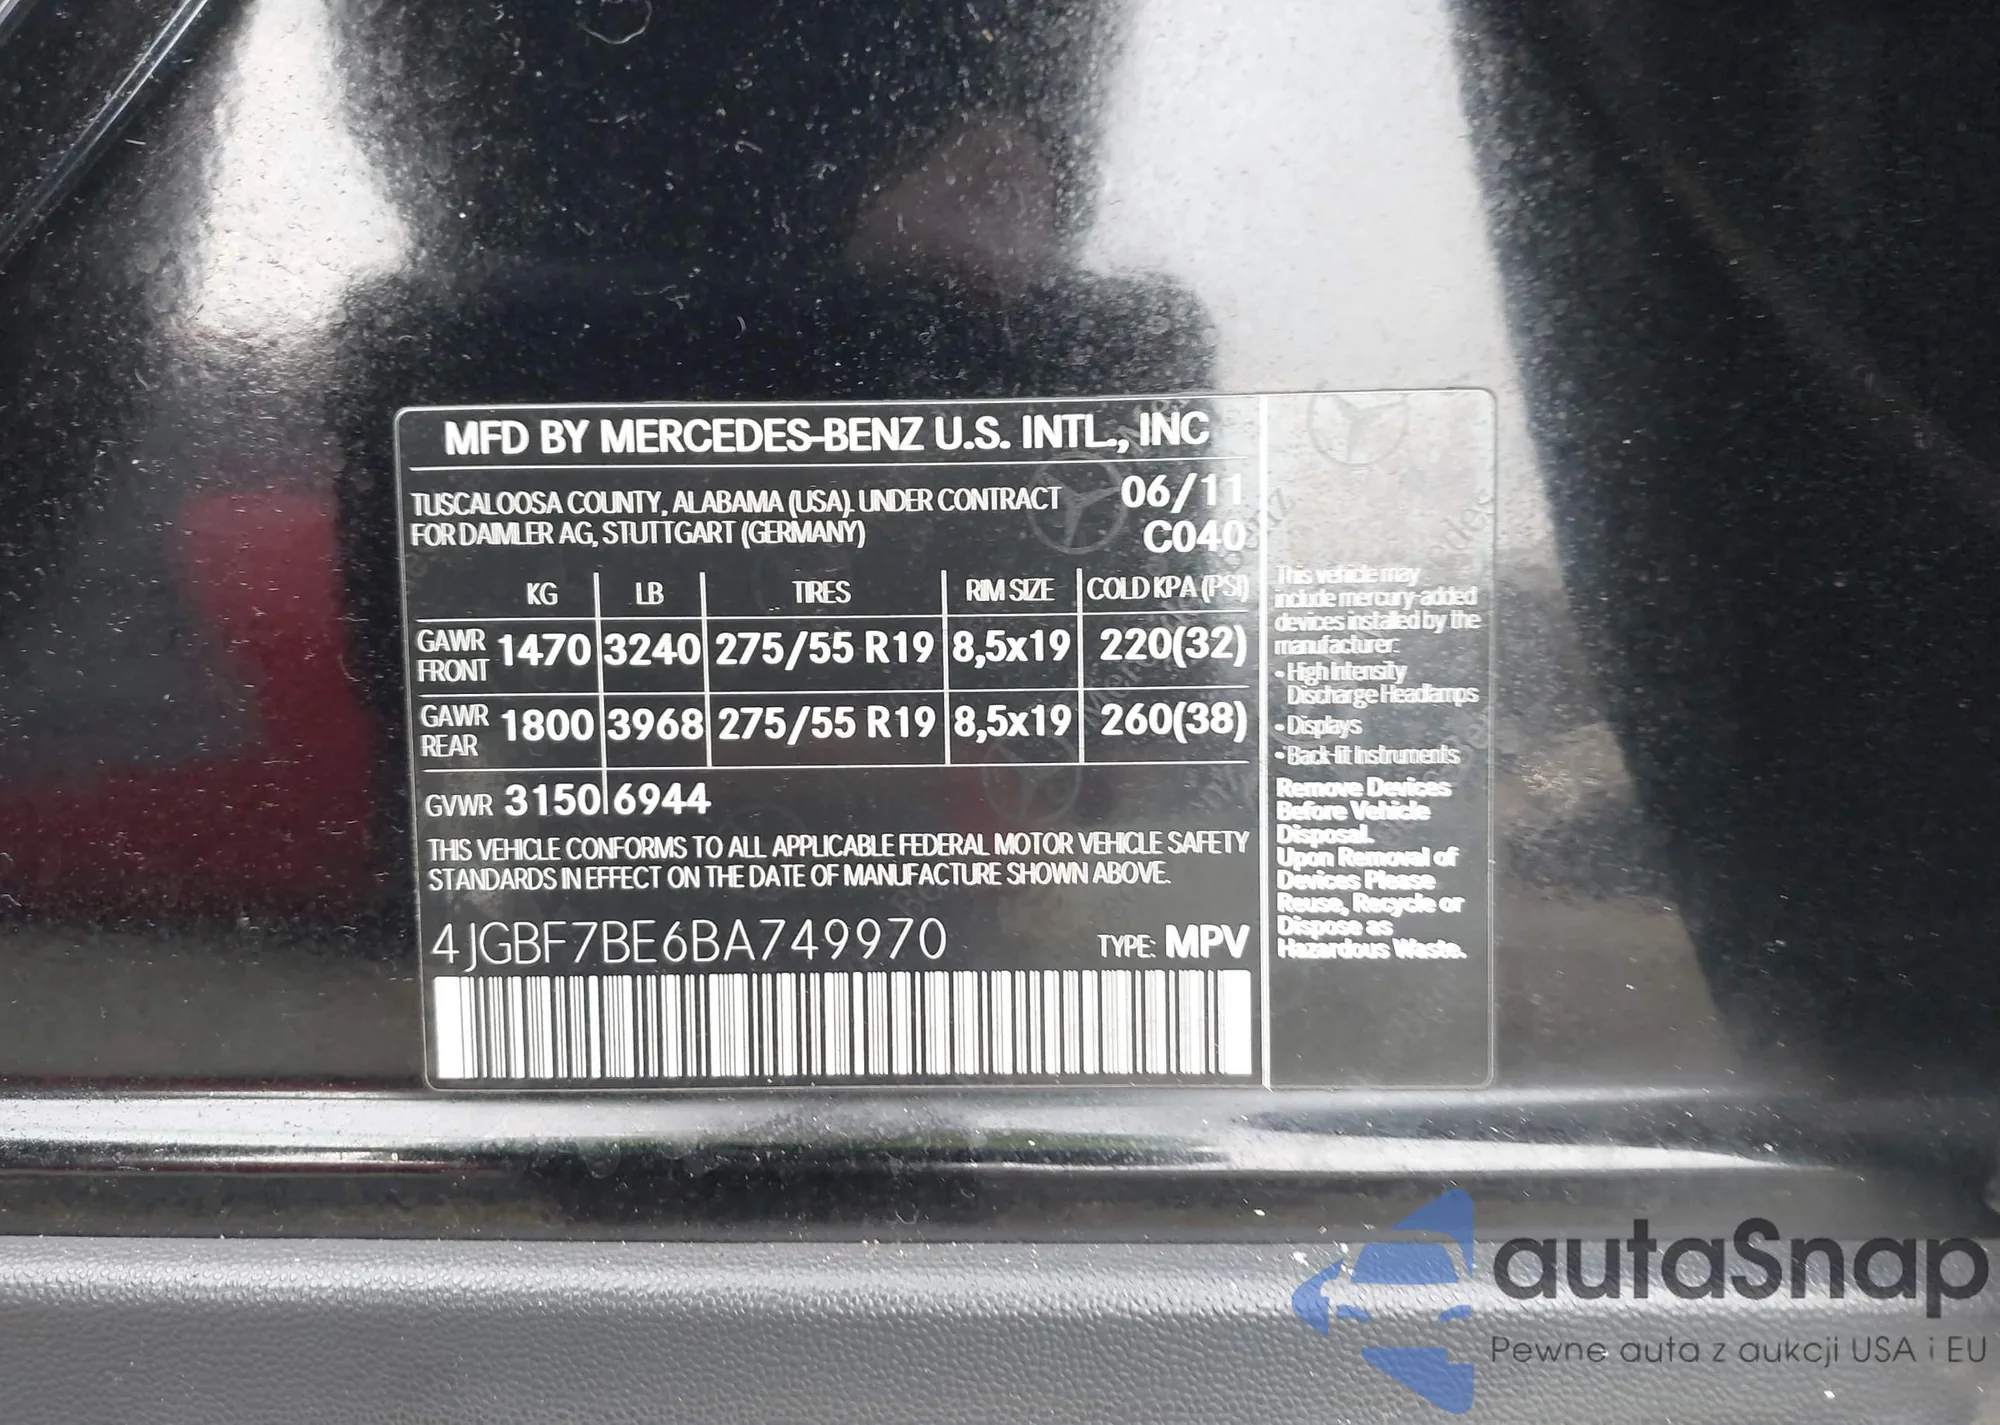 MFD BY MERCEDES-BENZ U.S. INTL., INC
TUSCALOOSA COUNTY, ALABAMA (USA). UNDER CONTRACT 06/11
FOR DAIMLER AG, STUTTGART (GERMANY) C040
KG LB TIRES RIM SIZE COLD KPA (PSI)
GAWR FRONT 1470 3240 275/55 R19 8,5x19 220(32)
GAWR REAR 1800 3968 275/55 R19 8,5x19 260(38)
GVWR 3150 6944
THIS VEHICLE CONFORMS TO ALL APPLICABLE FEDERAL MOTOR VEHICLE SAFETY
STANDARDS IN EFFECT ON THE DATE OF MANUFACTURE SHOWN ABOVE.
4JGBF7BE6BA749970 TYPE: MPV
This vehicle may
include mercury-added
devices installed by the
manufacturer:
• High Intensity
Discharge Headlamps
• Displays
• Back-lit Instruments
Remove Devices
Before Vehicle
Disposal.
Upon Removal of
Devices Please
Reuse, Recycle or
Dispose as
Hazardous Waste.
autaSnap
Pewne auta z aukcji USA i EU